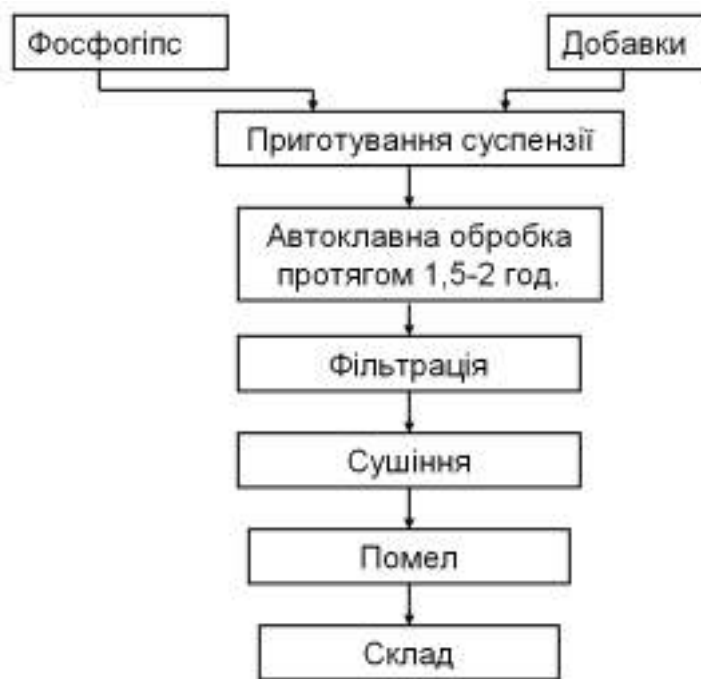 Фосфогіпс
Добавки
Приготування суспензії
Автоклавна обробка
протягом 1,5-2 год.
Фільтрація
Сушіння
Помел
Склад